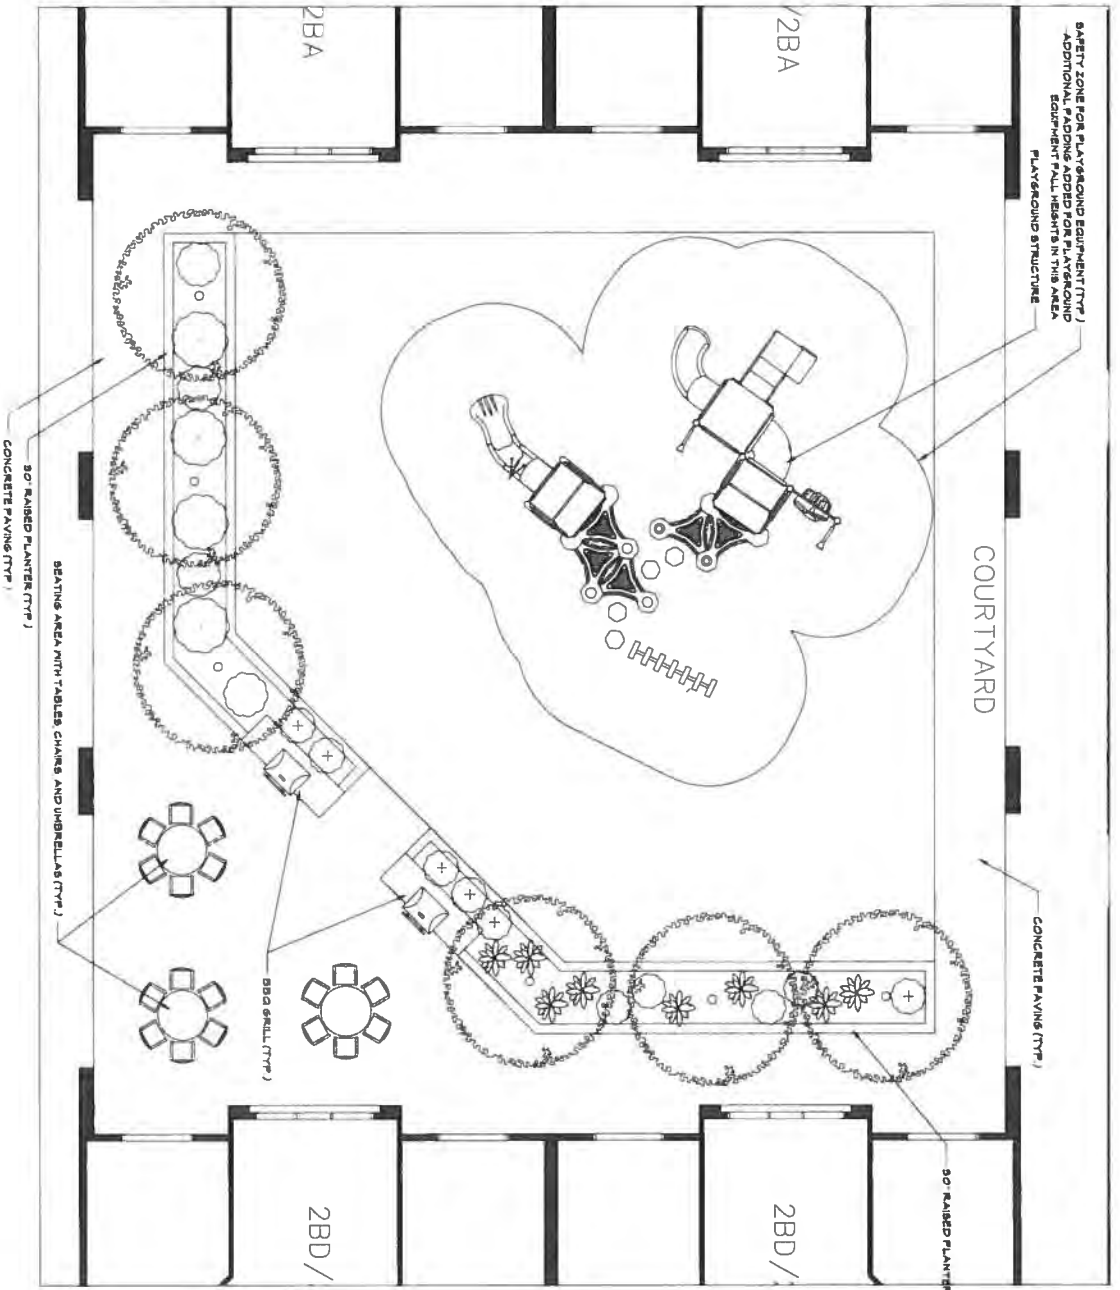 SAFETY ZONE FOR PLAYGROUND EQUIPMENT (TYP.)
ADDITIONAL PADDING ADDED FOR PLAYGROUND
EQUIPMENT FALL HEIGHTS IN THIS AREA
PLAYGROUND STRUCTURE
/2BA
2BA
COURTYARD
CONCRETE PAVING (TYP.)
30" RAISED PLANTER
2BD/
2BD/
BBQ GRILL (TYP.)
SEATING AREA WITH TABLES, CHAIRS AND UMBRELLAS (TYP.)
30" RAISED PLANTER (TYP.)
CONCRETE PAVING (TYP.)